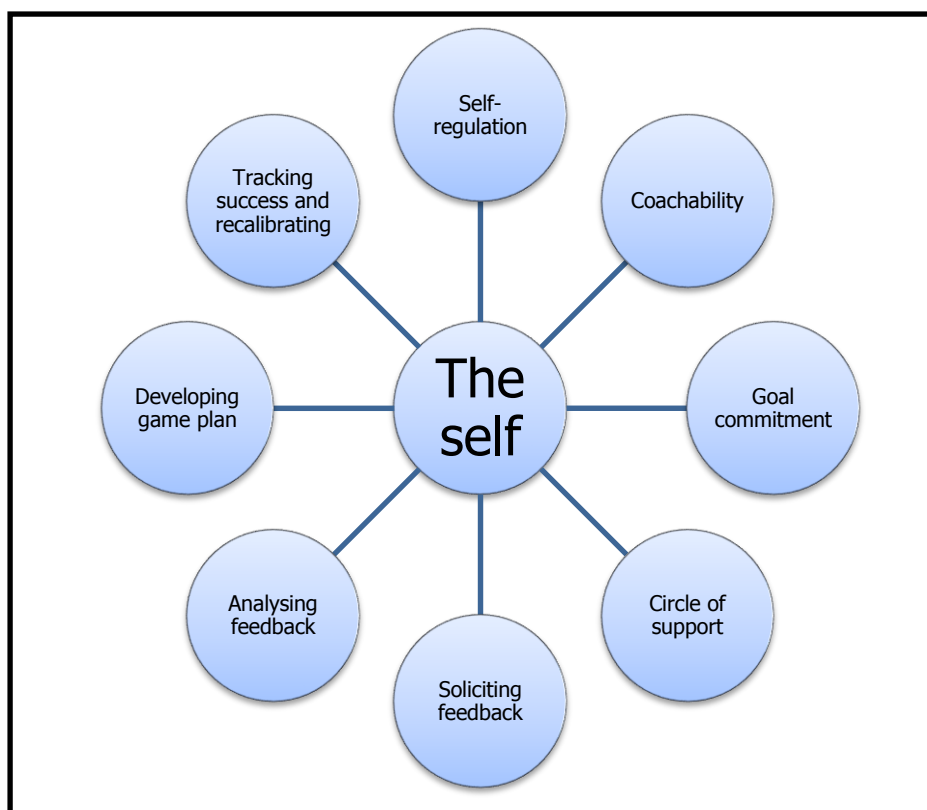 Self-
regulation
Coachability
Goal
commitment
Circle of
support
Soliciting
feedback
Analysing
feedback
Developing
game plan
Tracking
success and
recalibrating
The
self